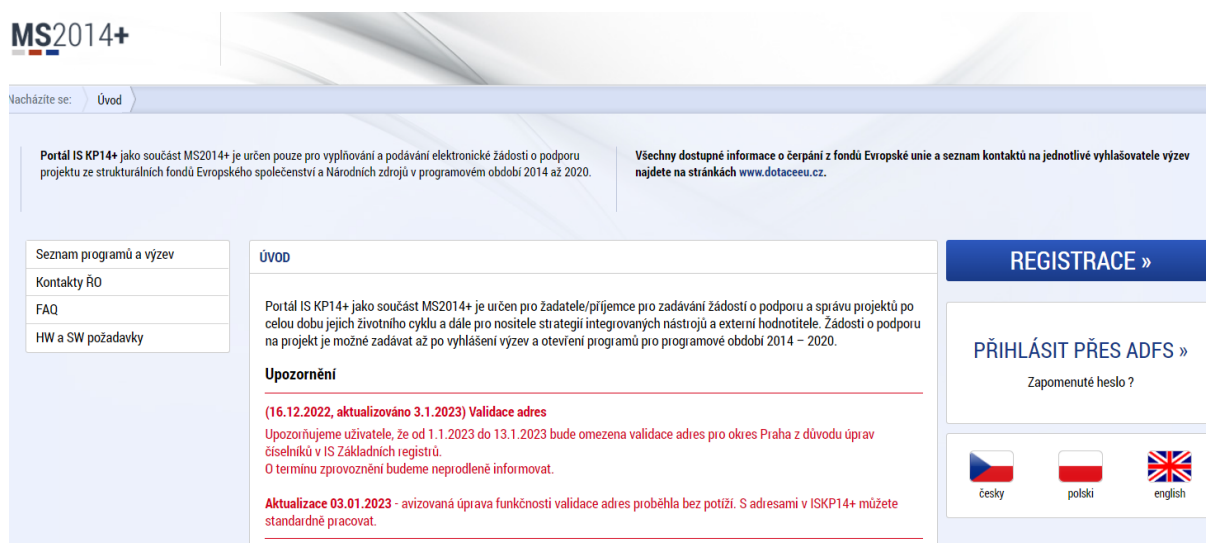 MS2014+
Nacházíte se:
Úvod
Portál IS KP14+ jako součást MS2014+ je určen pouze pro vyplňování a podávání elektronické žádosti o podporu
projektu ze strukturálních fondů Evropského společenství a Národních zdrojů v programovém období 2014 až 2020.
Všechny dostupné informace o čerpání z fondů Evropské unie a seznam kontaktů na jednotlivé vyhlašovatele výzev
najdete na stránkách www.dotaceeu.cz.
Seznam programů a výzev
Kontakty ŘO
FAQ
HW a SW požadavky
ÚVOD
Portál IS KP14+ jako součást MS2014+ je určen pro žadatele/příjemce pro zadávání žádostí o podporu a správu projektů po
celou dobu jejich životního cyklu a dále pro nositele strategií integrovaných nástrojů a externí hodnotitele. Žádosti o podporu
na projekt je možné zadávat až po vyhlášení výzev a otevření programů pro programové období 2014 – 2020.
Upozornění
(16.12.2022, aktualizováno 3.1.2023) Validace adres
Upozorňujeme uživatele, že od 1.1.2023 do 13.1.2023 bude omezena validace adres pro okres Praha z důvodu úprav
číselníků v IS Základních registrů.
O termínu zprovoznění budeme neprodleně informovat.
Aktualizace 03.01.2023 - avizovaná úprava funkčnosti validace adres proběhla bez potíží. S adresami v ISKP14+ můžete
standardně pracovat.
REGISTRACE »
PŘIHLÁSIT PŘES ADFS »
Zapomenuté heslo ?
česky
polski
english